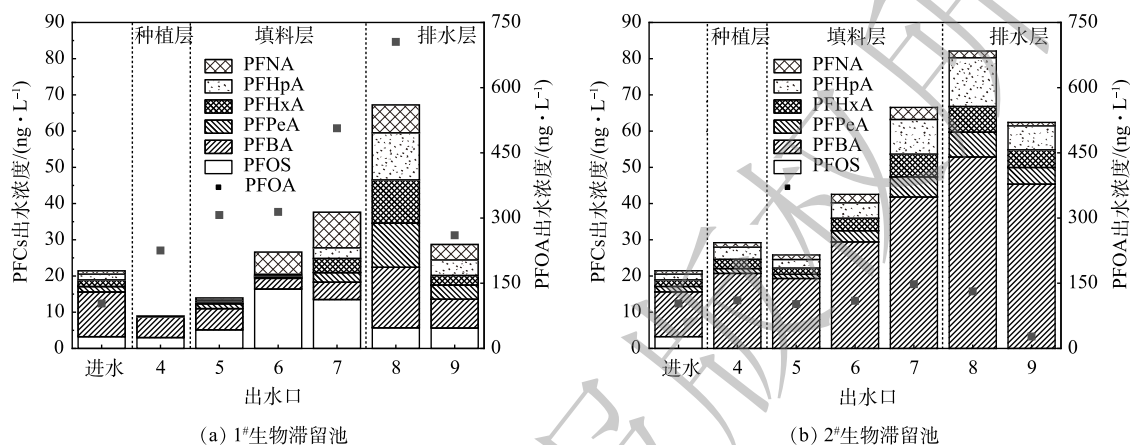 90
80
70
60
50
40
30
20
10
0
PFCs出水浓度/(ng·L⁻¹)
种植层
填料层
排水层
PFNA
PFHpA
PFHxA
PFPeA
PFBA
PFOS
PFOA
750
600
450
300
150
0
PFOA出水浓度/(ng·L⁻¹)
进水 4 5 6 7 8 9
出水口
(a) 1#生物滞留池
90
80
70
60
50
40
30
20
10
0
PFCs出水浓度/(ng·L⁻¹)
种植层
填料层
排水层
PFNA
PFHpA
PFHxA
PFPeA
PFBA
PFOS
PFOA
750
600
450
300
150
0
PFOA出水浓度/(ng·L⁻¹)
进水 4 5 6 7 8 9
出水口
(b) 2#生物滞留池
版权所